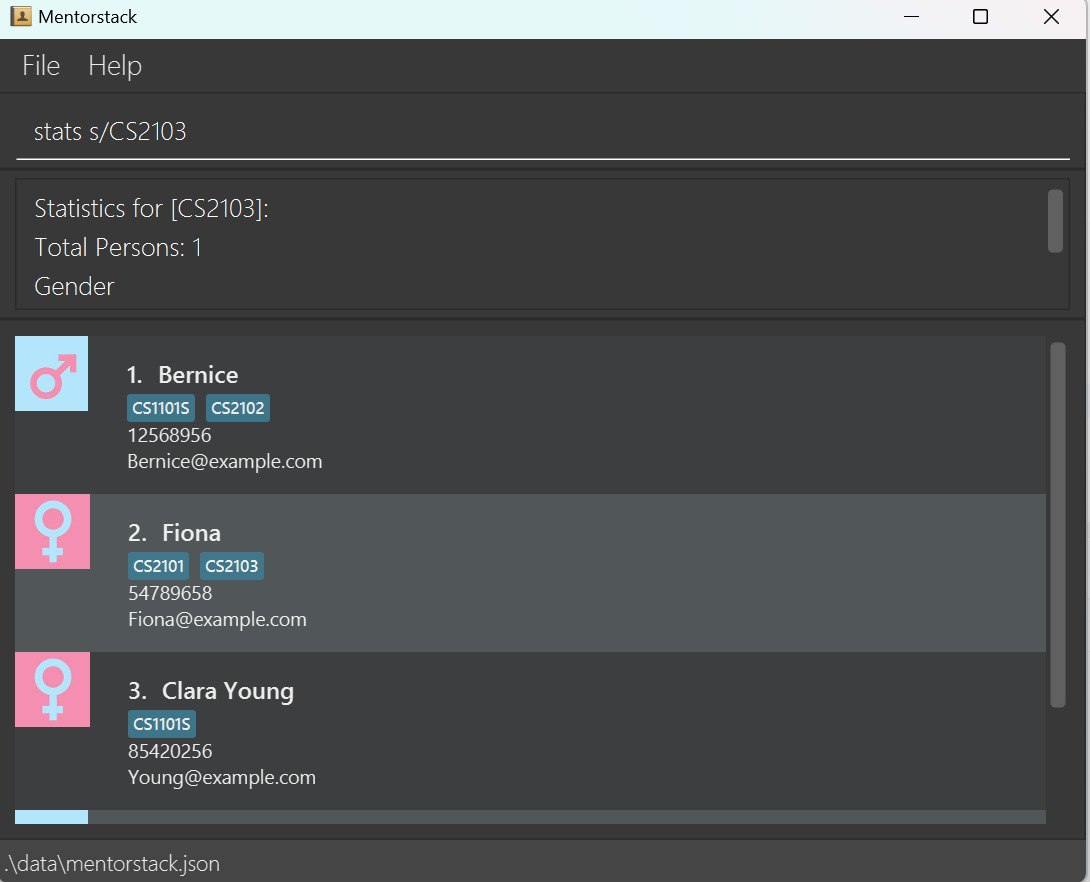 Mentorstack
File Help
stats s/CS2103
Statistics for [CS2103]:
Total Persons: 1
Gender
1. Bernice
CS1101S CS2102
12568956
Bernice@example.com
2. Fiona
CS2101 CS2103
54789658
Fiona@example.com
3. Clara Young
CS1101S
85420256
Young@example.com
.\data\mentorstack.json